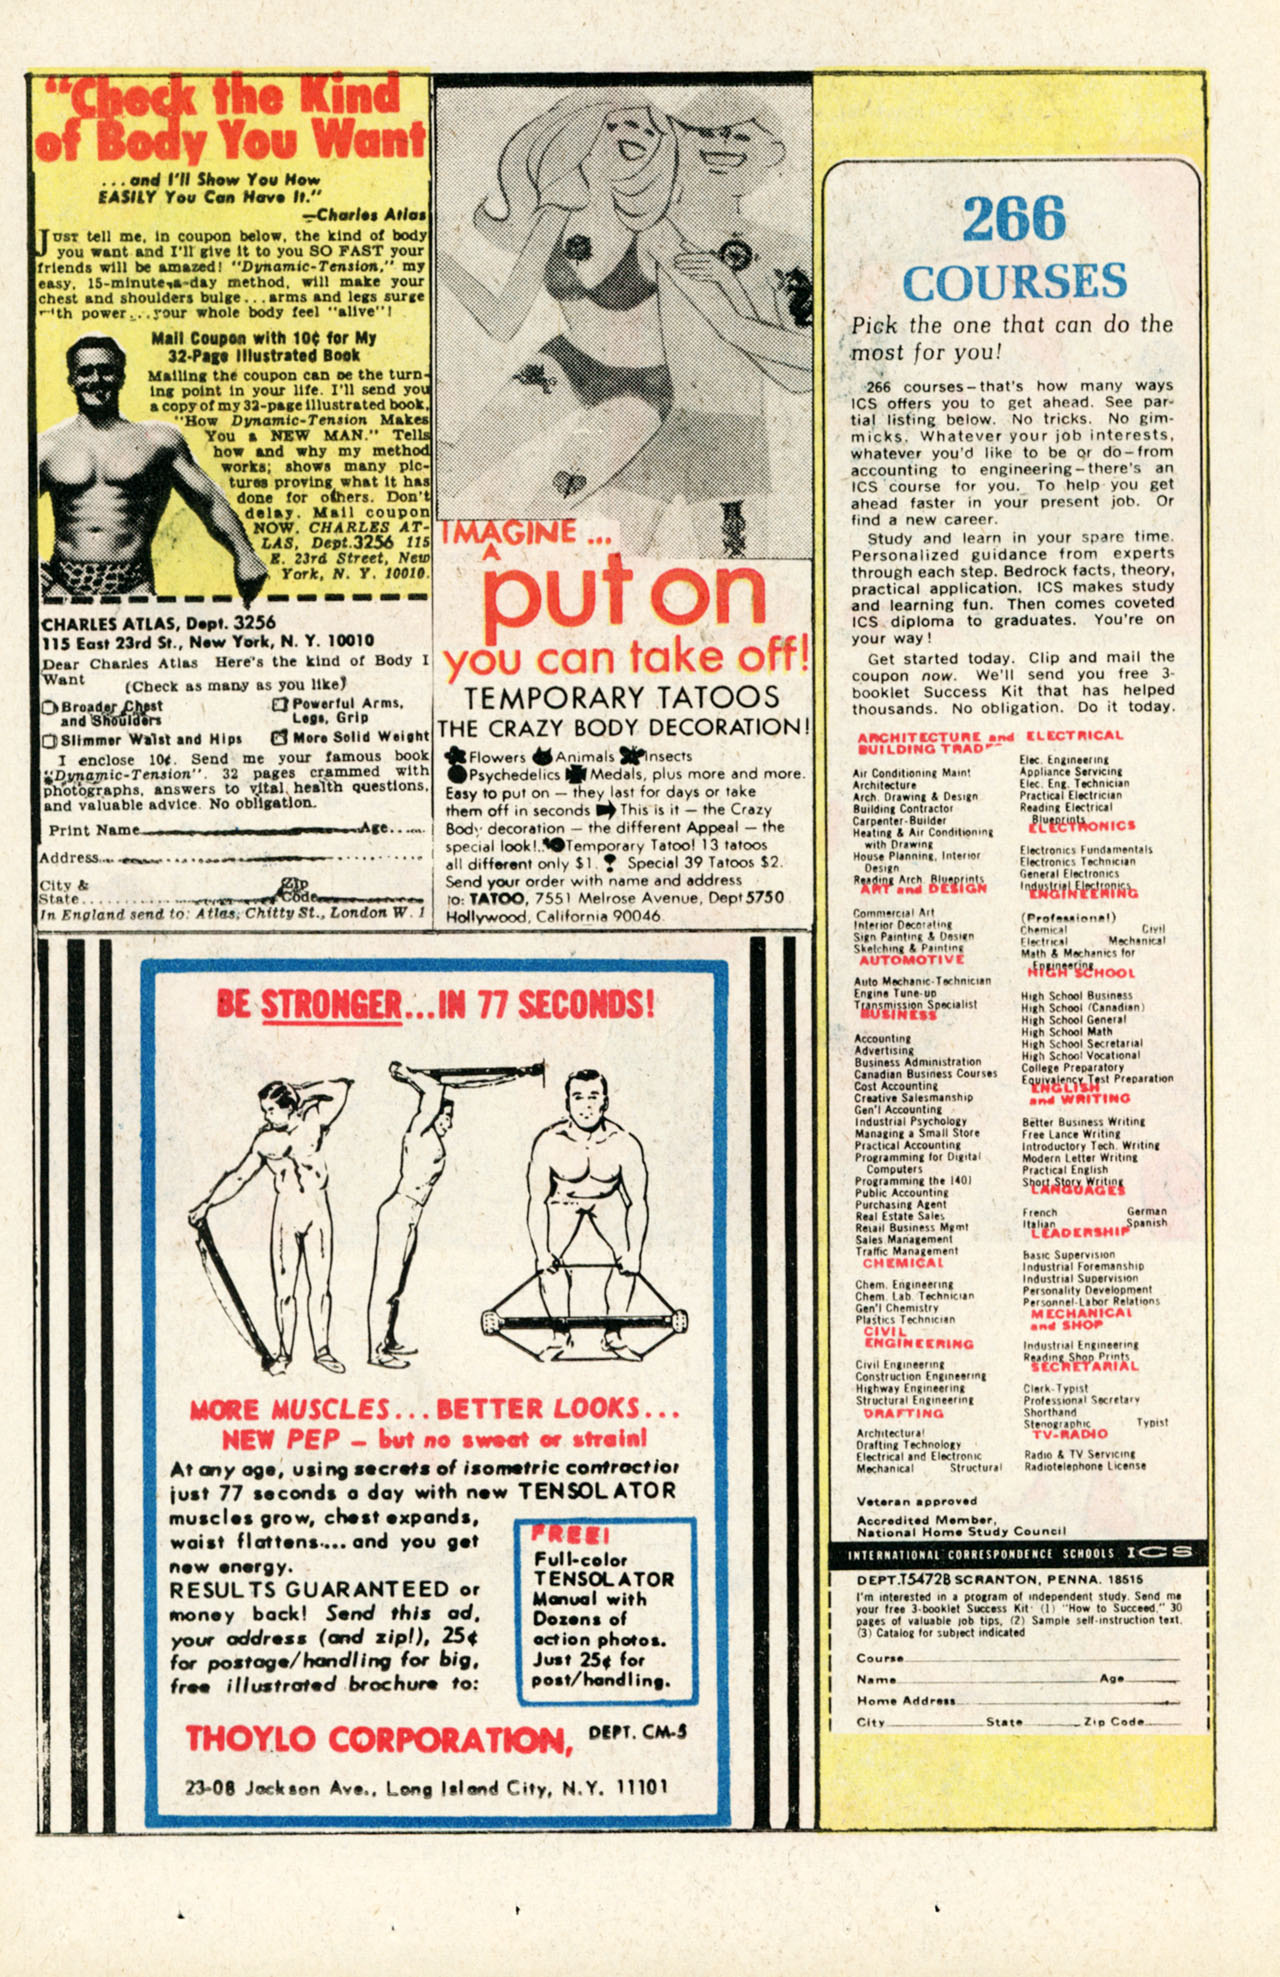 "Check the Kind
of Body You Want
...and I'll Show You How
EASILY You Can Have It."
—Charles Atlas
JUST tell me, in coupon below, the kind of body
you want and I'll give it to you SO FAST your
friends will be amazed! "Dynamic-Tension," my
easy, 15-minute-a-day method, will make your
chest and shoulders bulge...arms and legs surge
with power...your whole body feel "alive"!
Mail Coupon with 10¢ for My
32-Page Illustrated Book
Mailing the coupon can be the turn-
ing point in your life. I'll send you
a copy of my 32-page illustrated book,
"How Dynamic-Tension Makes
You a NEW MAN." Tells
how and why my method
works; shows many pic-
tures proving what it has
done for others. Don't
delay. Mail coupon
NOW. CHARLES AT-
LAS, Dept. 3256 115
E. 23rd Street, New
York, N. Y. 10010.
CHARLES ATLAS, Dept. 3256
115 East 23rd St., New York, N. Y. 10010
Dear Charles Atlas Here's the kind of Body I
Want (Check as many as you like)
Broader Chest
and Shoulders
Powerful Arms,
Legs, Grip
Slimmer Waist and Hips
More Solid Weight
I enclose 10¢. Send me your famous book
"Dynamic-Tension". 32 pages crammed with
photographs, answers to vital health questions,
and valuable advice. No obligation.
Print Name Age
Address
City &
State Zip
Code
In England send to: Atlas, Chitty St., London W. 1
IMAGINE ...
A
put on
you can take off!
TEMPORARY TATOOS
THE CRAZY BODY DECORATION!
Flowers Animals Insects
Psychedelics Medals, plus more and more.
Easy to put on — they last for days or take
them off in seconds This is it — the Crazy
Body decoration — the different Appeal — the
special look!.. Temporary Tatoo! 13 tatoos
all different only $1. Special 39 Tatoos $2.
Send your order with name and address
to: TATOO, 7551 Melrose Avenue, Dept 5750
Hollywood, California 90046
BE STRONGER...IN 77 SECONDS!
MORE MUSCLES...BETTER LOOKS...
NEW PEP — but no sweat or strain!
At any age, using secrets of isometric contraction
just 77 seconds a day with new TENSOLATOR
muscles grow, chest expands,
waist flattens.... and you get
new energy.
RESULTS GUARANTEED or
money back! Send this ad,
your address (and zip!), 25¢
for postage/handling for big,
free illustrated brochure to:
FREE!
Full-color
TENSOLATOR
Manual with
Dozens of
action photos.
Just 25¢ for
post/handling.
THOYLO CORPORATION, DEPT. CM-5
23-08 Jackson Ave., Long Island City, N.Y. 11101
266
COURSES
Pick the one that can do the
most for you!
266 courses—that's how many ways
ICS offers you to get ahead. See par-
tial listing below. No tricks. No gim-
micks. Whatever your job interests,
whatever you'd like to be or do—from
accounting to engineering—there's an
ICS course for you. To help you get
ahead faster in your present job. Or
find a new career.
Study and learn in your spare time.
Personalized guidance from experts
through each step. Bedrock facts, theory,
practical application. ICS makes study
and learning fun. Then comes coveted
ICS diploma to graduates. You're on
your way!
Get started today. Clip and mail the
coupon now. We'll send you free 3-
booklet Success Kit that has helped
thousands. No obligation. Do it today.
ARCHITECTURE and
BUILDING TRADES
Air Conditioning Maint
Architecture
Arch. Drawing & Design
Building Contractor
Carpenter-Builder
Heating & Air Conditioning
with Drawing
House Planning, Interior
Design
Reading Arch. Blueprints
ART and DESIGN
Commercial Art
Interior Decorating
Sign Painting & Design
Sketching & Painting
AUTOMOTIVE
Auto Mechanic-Technician
Engine Tune-up
Transmission Specialist
BUSINESS
Accounting
Advertising
Business Administration
Canadian Business Courses
Cost Accounting
Creative Salesmanship
Gen'l Accounting
Industrial Psychology
Managing a Small Store
Practical Accounting
Programming for Digital
Computers
Programming the 1401
Public Accounting
Purchasing Agent
Real Estate Sales
Retail Business Mgmt
Sales Management
Traffic Management
CHEMICAL
Chem. Engineering
Chem. Lab. Technician
Gen'l Chemistry
Plastics Technician
CIVIL
ENGINEERING
Civil Engineering
Construction Engineering
Highway Engineering
Structural Engineering
DRAFTING
Architectural
Drafting Technology
Electrical and Electronic
Mechanical Structural
ELECTRICAL
Elec. Engineering
Appliance Servicing
Elec. Eng. Technician
Practical Electrician
Reading Electrical
Blueprints
ELECTRONICS
Electronics Fundamentals
Electronics Technician
General Electronics
Industrial Electronics
ENGINEERING
(Professional)
Chemical Civil
Electrical Mechanical
Math & Mechanics for
Engineering
HIGH SCHOOL
High School Business
High School (Canadian)
High School General
High School Math
High School Secretarial
High School Vocational
College Preparatory
Equivalency Test Preparation
ENGLISH
and WRITING
Better Business Writing
Free Lance Writing
Introductory Tech. Writing
Modern Letter Writing
Practical English
Short Story Writing
LANGUAGES
French German
Italian Spanish
LEADERSHIP
Basic Supervision
Industrial Foremanship
Industrial Supervision
Personality Development
Personnel-Labor Relations
MECHANICAL
and SHOP
Industrial Engineering
Reading Shop Prints
SECRETARIAL
Clerk-Typist
Professional Secretary
Shorthand
Stenographic Typist
TV-RADIO
Radio & TV Servicing
Radiotelephone License
Veteran approved
Accredited Member,
National Home Study Council
INTERNATIONAL CORRESPONDENCE SCHOOLS ICS
DEPT.T5472B SCRANTON, PENNA. 18515
I'm interested in a program of independent study. Send me
your free 3-booklet Success Kit: (1) "How to Succeed," 30
pages of valuable job tips, (2) Sample self-instruction text.
(3) Catalog for subject indicated
Course
Name Age
Home Address
City State Zip Code